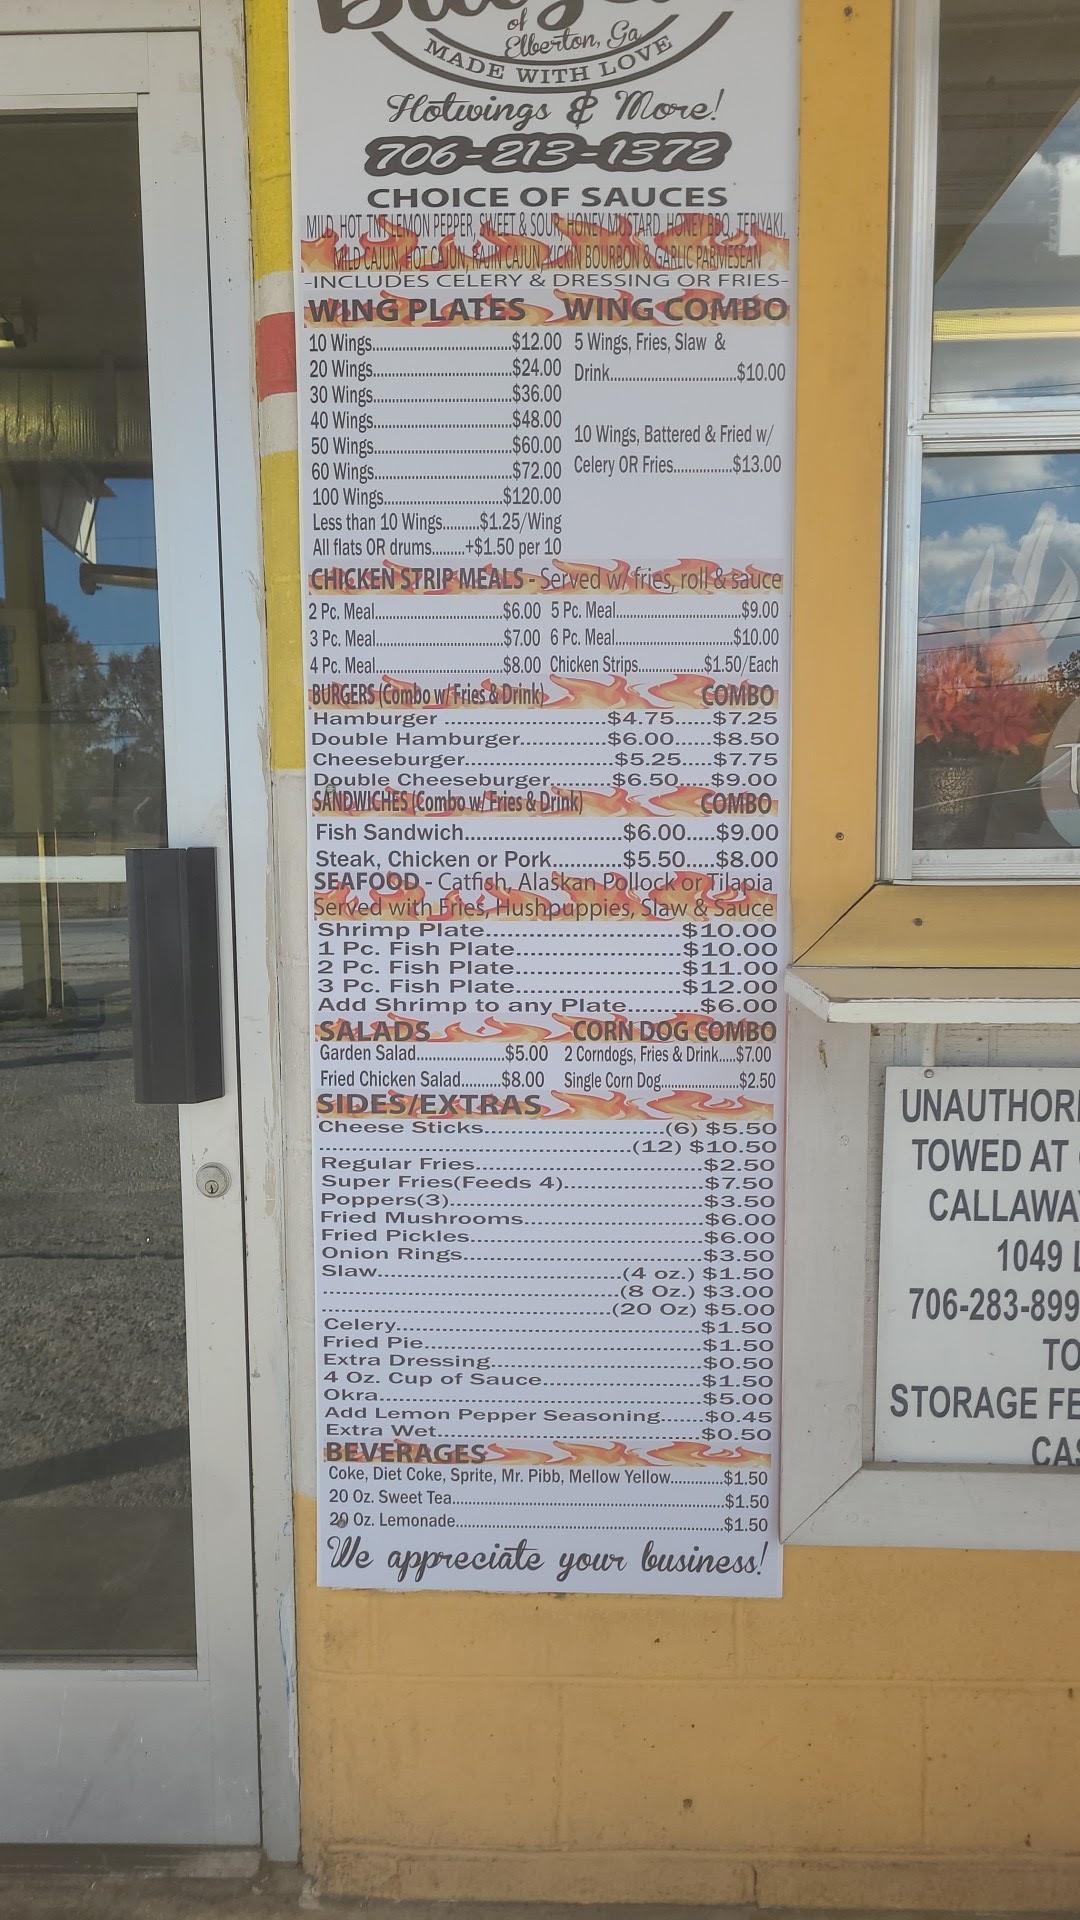 of
Elberton, Ga
MADE WITH LOVE
Hotwings & More!
706-213-1372
CHOICE OF SAUCES
MILD, HOT, TNT, LEMON PEPPER, SWEET & SOUR, HONEY MUSTARD, HONEY BBQ, TERIYAKI,
MILD CAJUN, HOT CAJUN, RAJIN CAJUN, KICKIN BOURBON & GARLIC PARMESEAN
-INCLUDES CELERY & DRESSING OR FRIES-
WING PLATES
10 Wings $12.00
20 Wings $24.00
30 Wings $36.00
40 Wings $48.00
50 Wings $60.00
60 Wings $72.00
100 Wings $120.00
Less than 10 Wings $1.25/Wing
All flats OR drums +$1.50 per 10
WING COMBO
5 Wings, Fries, Slaw &
Drink $10.00
10 Wings, Battered & Fried w/
Celery OR Fries $13.00
CHICKEN STRIP MEALS - Served w/ fries, roll & sauce
2 Pc. Meal $6.00 5 Pc. Meal $9.00
3 Pc. Meal $7.00 6 Pc. Meal $10.00
4 Pc. Meal $8.00 Chicken Strips $1.50/Each
BURGERS (Combo w/ Fries & Drink) COMBO
Hamburger $4.75 $7.25
Double Hamburger $6.00 $8.50
Cheeseburger $5.25 $7.75
Double Cheeseburger $6.50 $9.00
SANDWICHES (Combo w/ Fries & Drink) COMBO
Fish Sandwich $6.00 $9.00
Steak, Chicken or Pork $5.50 $8.00
SEAFOOD - Catfish, Alaskan Pollock or Tilapia
Served with Fries, Hushpuppies, Slaw & Sauce
Shrimp Plate $10.00
1 Pc. Fish Plate $10.00
2 Pc. Fish Plate $11.00
3 Pc. Fish Plate $12.00
Add Shrimp to any Plate $6.00
SALADS
Garden Salad $5.00
Fried Chicken Salad $8.00
CORN DOG COMBO
2 Corndogs, Fries & Drink $7.00
Single Corn Dog $2.50
SIDES/EXTRAS
Cheese Sticks (6) $5.50
(12) $10.50
Regular Fries $2.50
Super Fries(Feeds 4) $7.50
Poppers(3) $3.50
Fried Mushrooms $6.00
Fried Pickles $6.00
Onion Rings $3.50
Slaw (4 oz.) $1.50
(8 Oz.) $3.00
(20 Oz) $5.00
Celery $1.50
Fried Pie $1.50
Extra Dressing $0.50
4 Oz. Cup of Sauce $1.50
Okra $5.00
Add Lemon Pepper Seasoning $0.45
Extra Wet $0.50
BEVERAGES
Coke, Diet Coke, Sprite, Mr. Pibb, Mellow Yellow $1.50
20 Oz. Sweet Tea $1.50
20 Oz. Lemonade $1.50
We appreciate your business!
UNAUTHORI
TOWED AT
CALLAWA
1049
706-283-899
TO
STORAGE FE
CAS